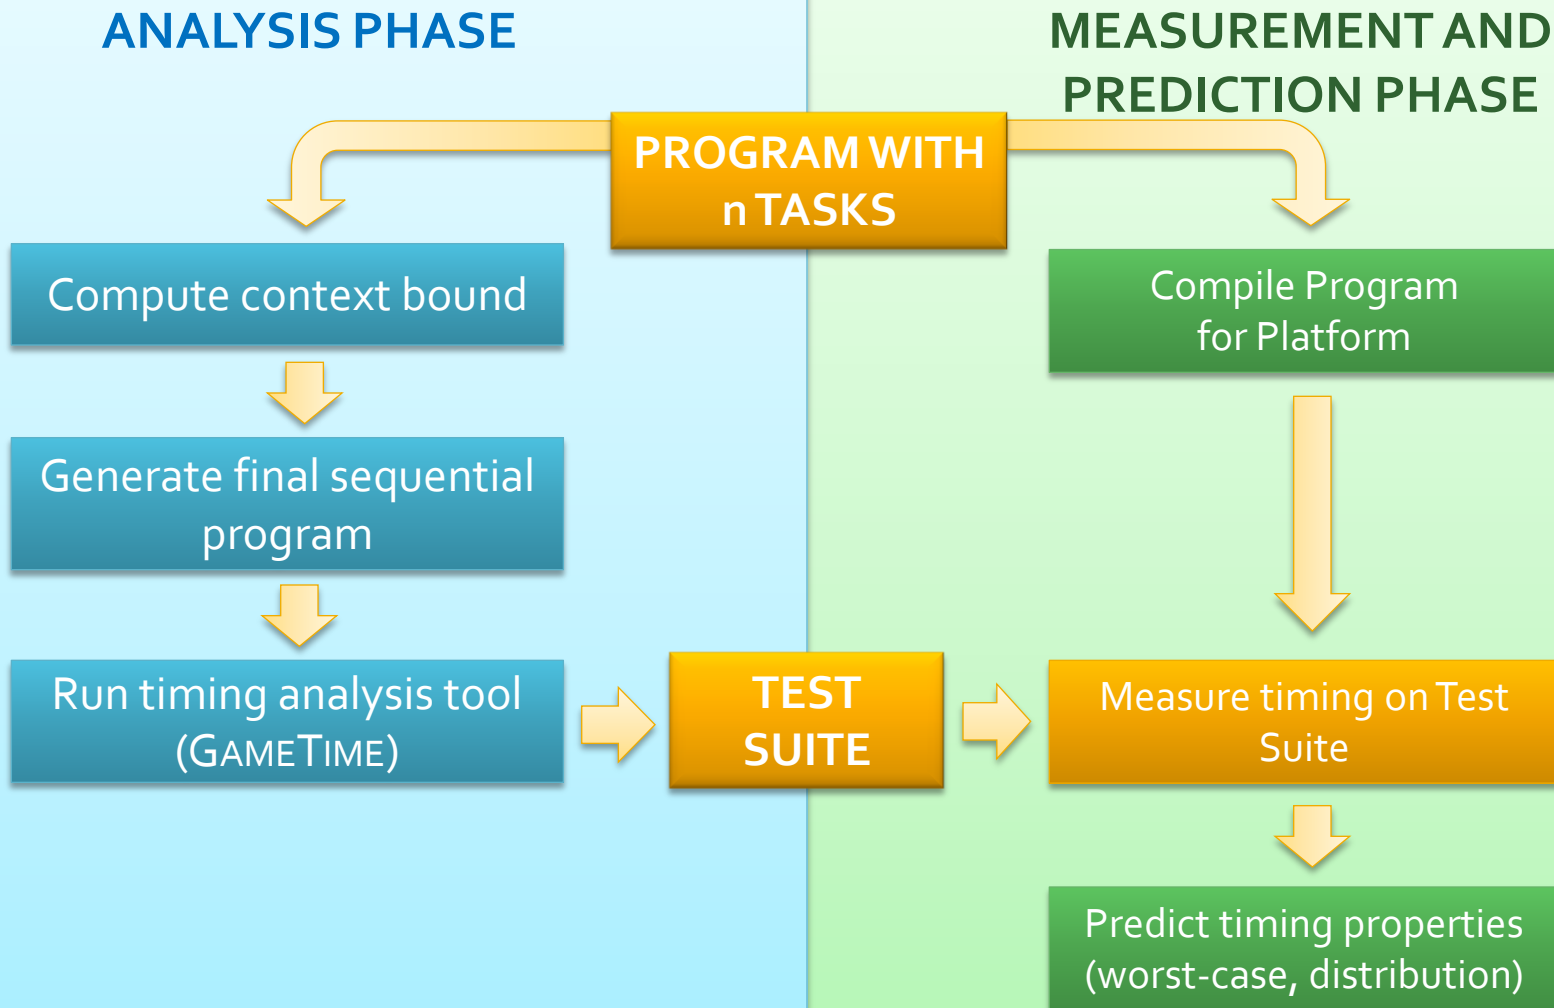 ANALYSIS PHASE
MEASUREMENT AND
PREDICTION PHASE
PROGRAM WITH
n TASKS
Compute context bound
Compile Program
for Platform
Generate final sequential
program
Run timing analysis tool
(GAMETIME)
TEST
SUITE
Measure timing on Test
Suite
Predict timing properties
(worst-case, distribution)